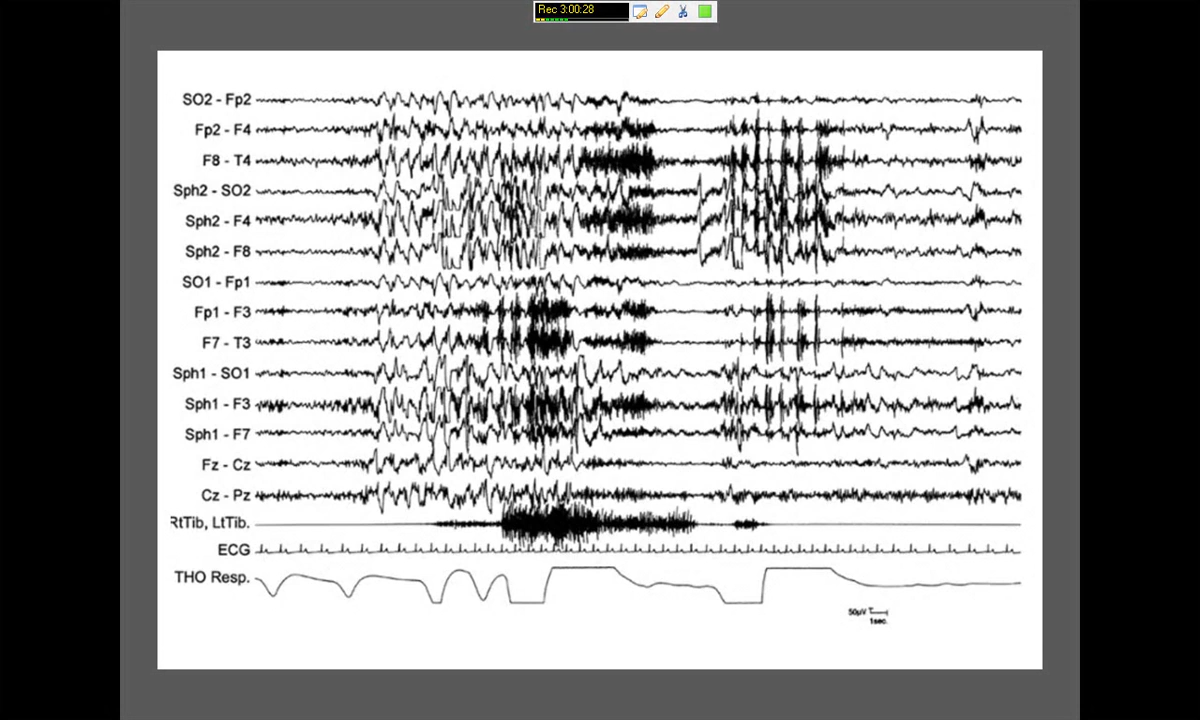 Rec 3:00:28
SO2 - Fp2
Fp2 - F4
F8 - T4
Sph2 - SO2
Sph2 - F4
Sph2 - F8
SO1 - Fp1
Fp1 - F3
F7 - T3
Sph1 - SO1
Sph1 - F3
Sph1 - F7
Fz - Cz
Cz - Pz
RtTib, LtTib.
ECG
THO Resp.
50µV
1sec.